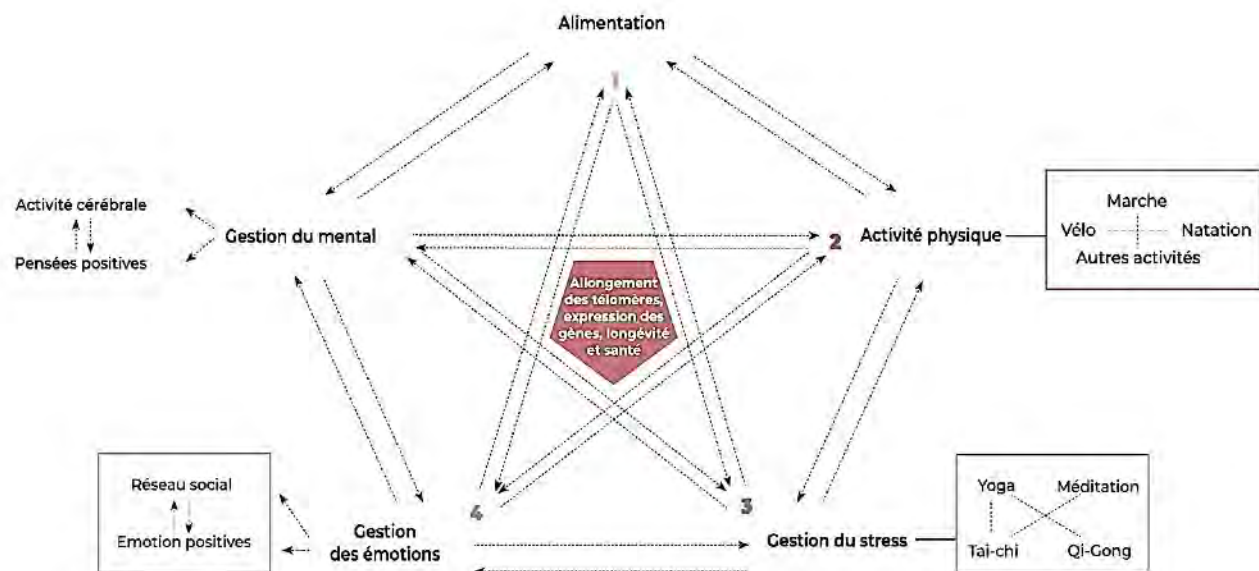 Alimentation
1
Activité cérébrale
Pensées positives
Gestion du mental
2
Activité physique
Marche
Vélo
Natation
Autres activités
Allongement
des télomères,
expression des
gènes, longévité
et santé
Réseau social
Emotion positives
4
Gestion
des émotions
3
Gestion du stress
Yoga
Méditation
Tai-chi
Qi-Gong